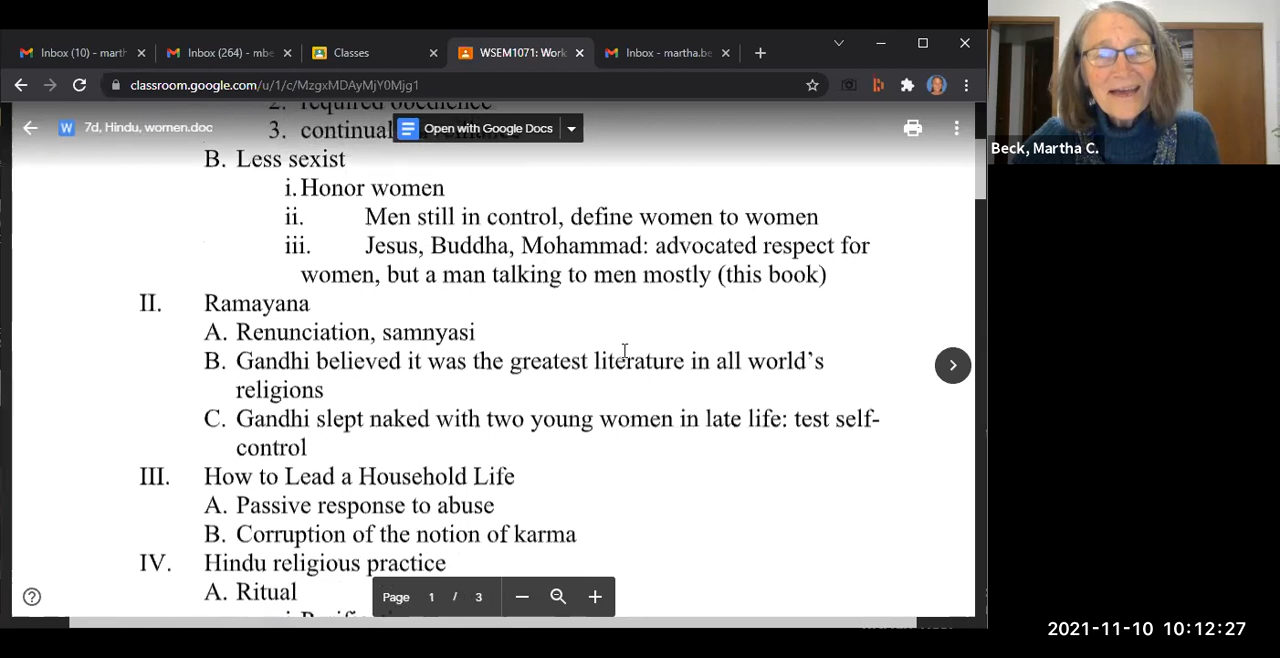 Inbox (10) - mart
Inbox (264) - mbe
Classes
WSEM1071: Work
Inbox - martha.be
classroom.google.com/u/1/c/MzgxMDAyMjY0Mjg1
2. required obedience
7d, Hindu, women.doc
3. continual
Open with Google Docs
B. Less sexist
i. Honor women
ii. Men still in control, define women to women
iii. Jesus, Buddha, Mohammad: advocated respect for
women, but a man talking to men mostly (this book)
II. Ramayana
A. Renunciation, samnyasi
B. Gandhi believed it was the greatest literature in all world’s
religions
C. Gandhi slept naked with two young women in late life: test self-
control
III. How to Lead a Household Life
A. Passive response to abuse
B. Corruption of the notion of karma
IV. Hindu religious practice
A. Ritual
Page 1 / 3
Beck, Martha C.
2021-11-10 10:12:27